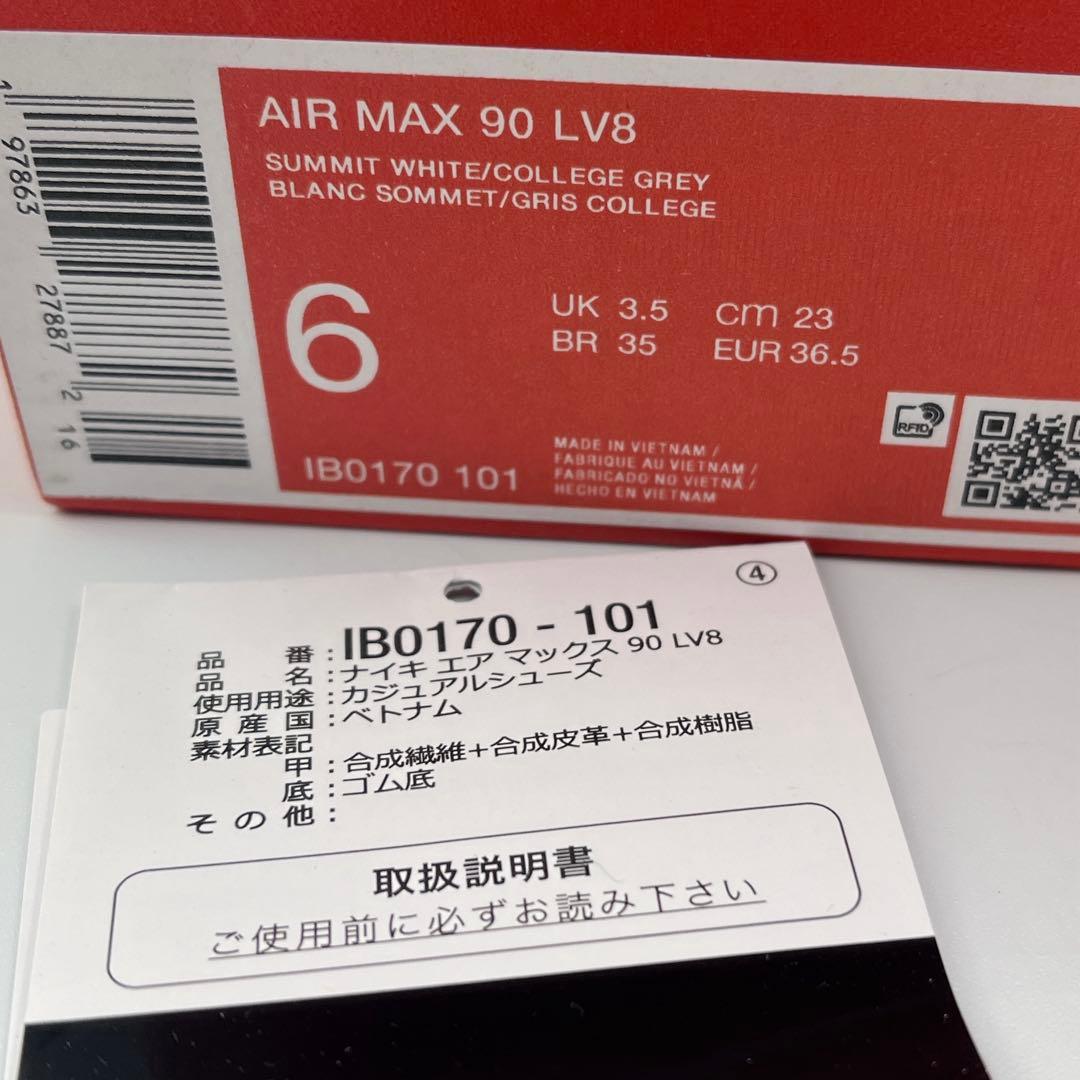 AIR MAX 90 LV8
SUMMIT WHITE/COLLEGE GREY
BLANC SOMMET/GRIS COLLEGE
6
UK 3.5 cm 23
BR 35 EUR 36.5
RFID
IB0170 101
MADE IN VIETNAM /
FABRIQUE AU VIETNAM /
FABRICADO NO VIETNÃ /
HECHO EN VIETNAM
1 97863 27887 2 16
④
品 番 : IB0170 - 101
品 名 : ナイキ エア マックス 90 LV8
使用用途 : カジュアルシューズ
原 産 国 : ベトナム
素材表記
甲 : 合成繊維+合成皮革+合成樹脂
底 : ゴム底
そ の 他 :
取扱説明書
ご使用前に必ずお読み下さい